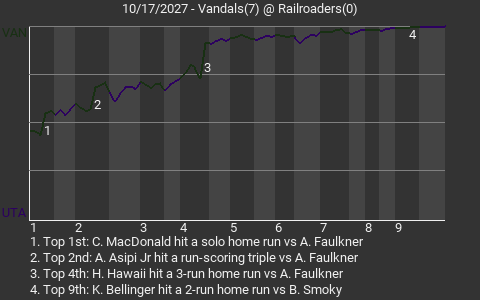 10/17/2027 - Vandals(7) @ Railroaders(0)
VAN
4
3
2
1
UTA
1 2 3 4 5 6 7 8 9
1. Top 1st: C. MacDonald hit a solo home run vs A. Faulkner
2. Top 2nd: A. Asipi Jr hit a run-scoring triple vs A. Faulkner
3. Top 4th: H. Hawaii hit a 3-run home run vs A. Faulkner
4. Top 9th: K. Bellinger hit a 2-run home run vs B. Smoky